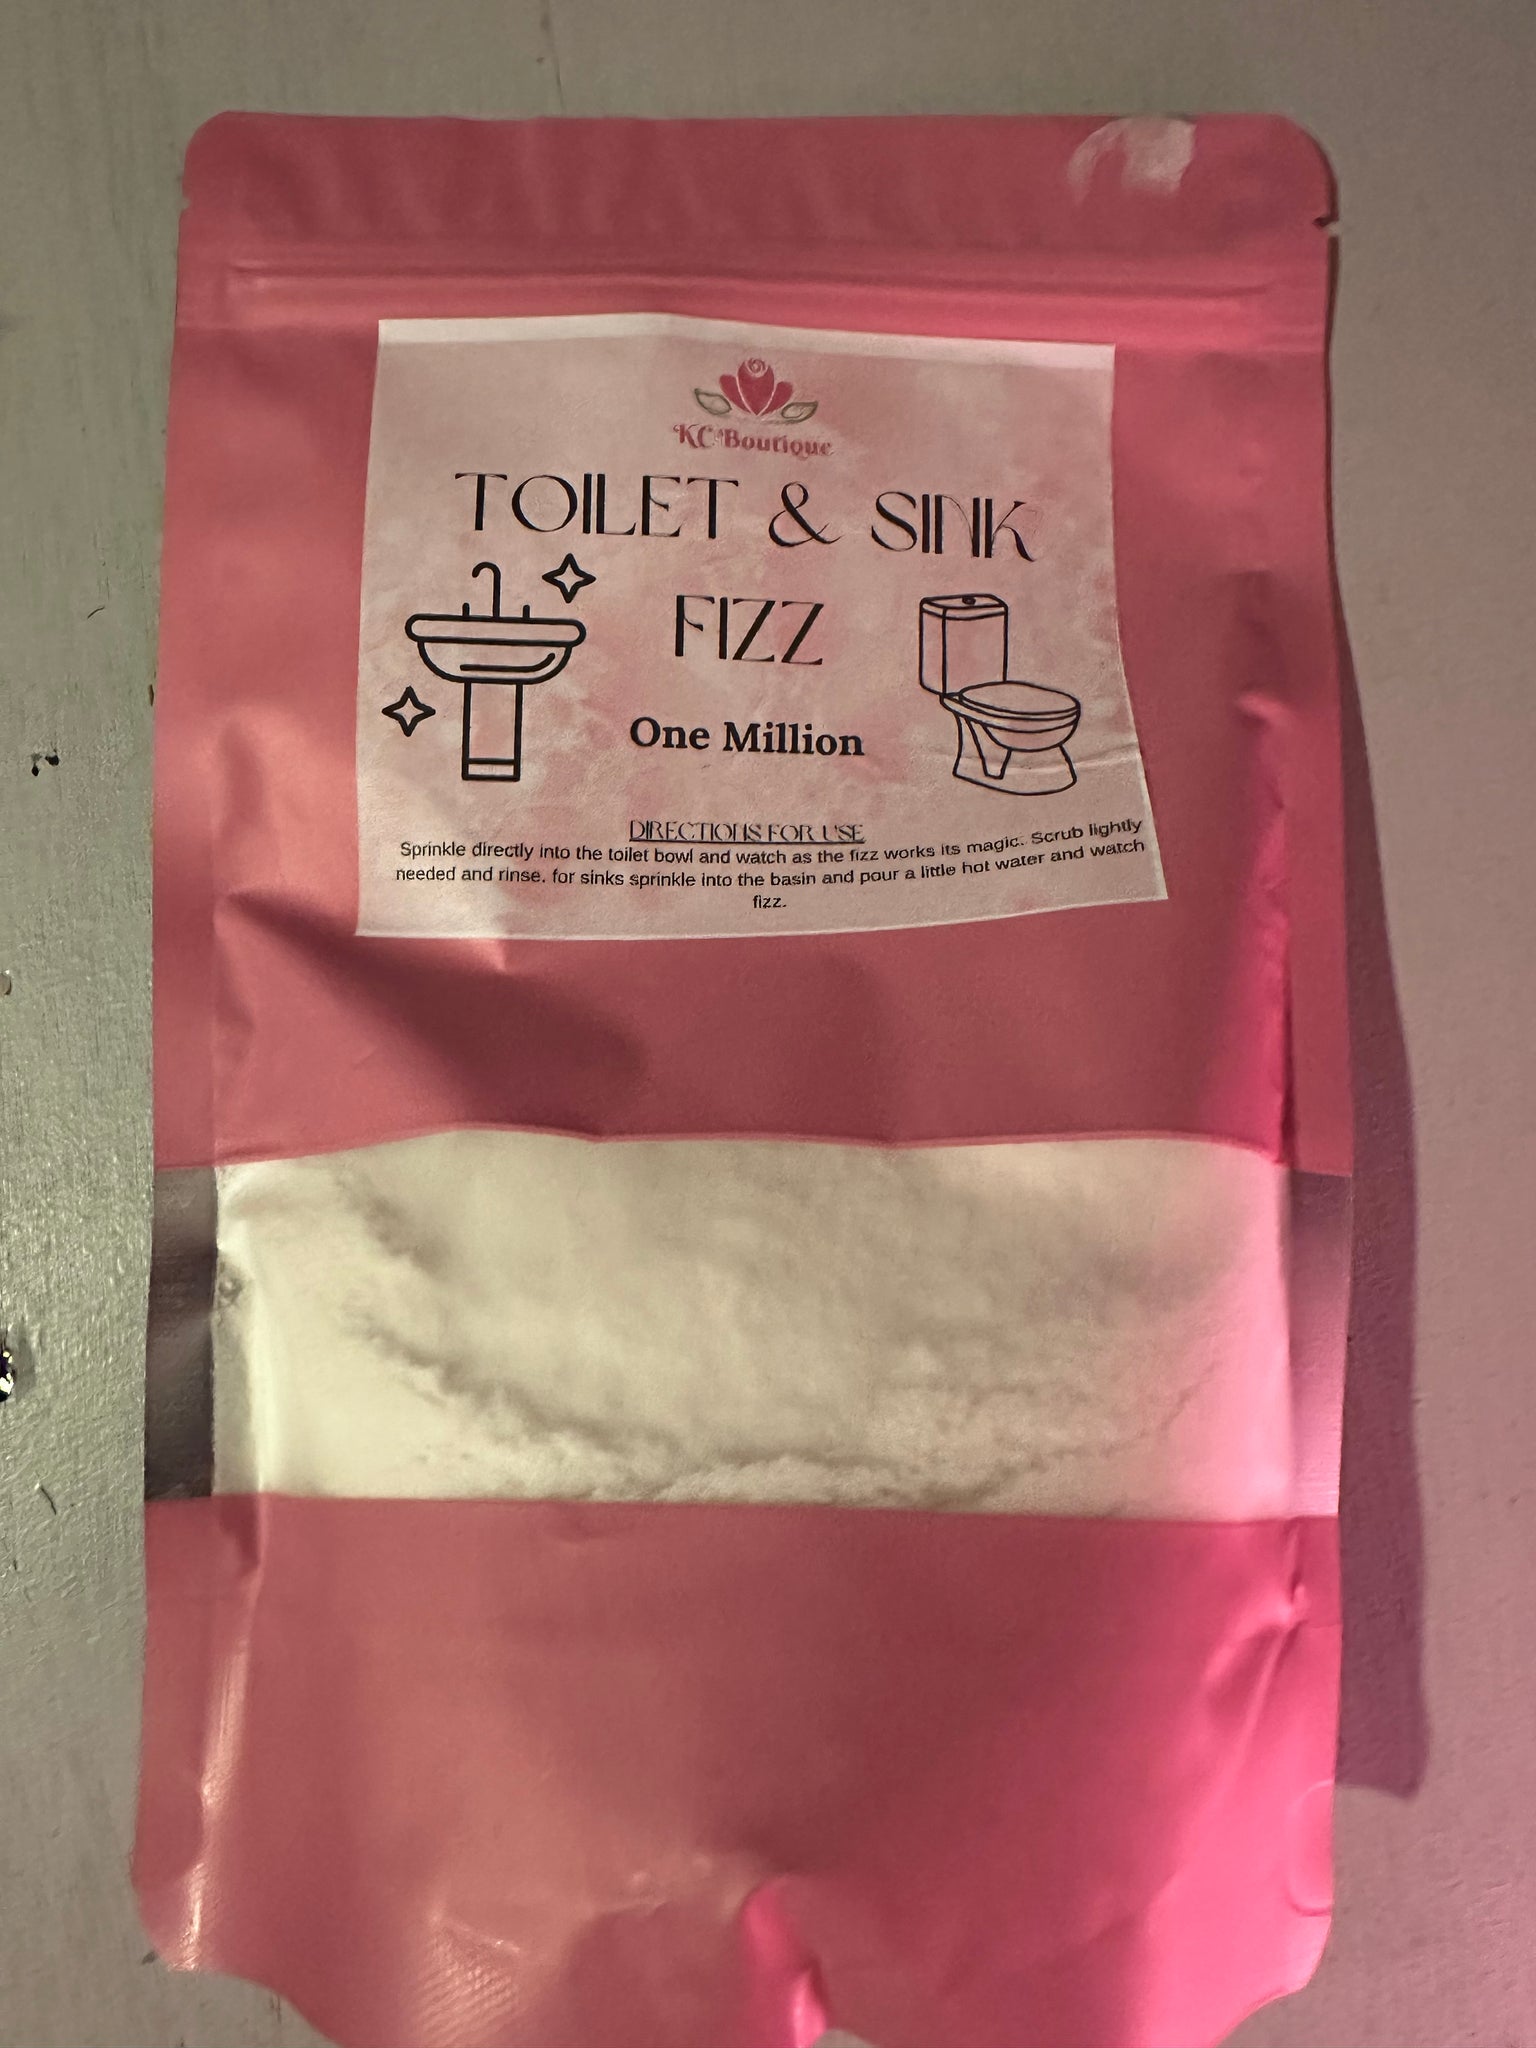 KC Boutique
TOILET & SINK
FIZZ
One Million
DIRECTIONS FOR USE
Sprinkle directly into the toilet bowl and watch as the fizz works its magic. Scrub lightly
needed and rinse. for sinks sprinkle into the basin and pour a little hot water and watch
fizz.